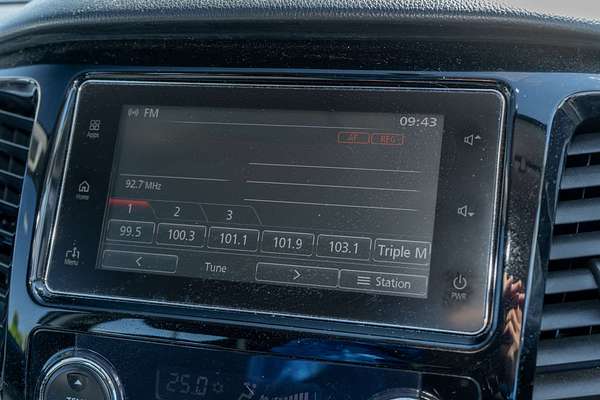 FM
09:43
AF REG
Apps
92.7 MHz
Home
1 2 3
99.5 100.3 101.1 101.9 103.1 Triple M
Menu
< Tune > Station
PWR
25.0
TEMP